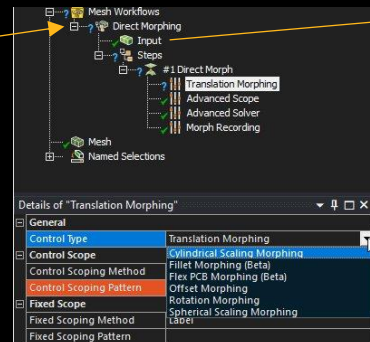 Mesh Workflows
Direct Morphing
Input
Steps
#1 Direct Morph
Translation Morphing
Advanced Scope
Advanced Solver
Morph Recording
Mesh
Named Selections
Details of "Translation Morphing"
General
Control Type Translation Morphing
Control Scope Cylindrical Scaling Morphing
Fillet Morphing (Beta)
Control Scoping Method Flex PCB Morphing (Beta)
Control Scoping Pattern Offset Morphing
Fixed Scope Rotation Morphing
Spherical Scaling Morphing
Fixed Scoping Method Label
Fixed Scoping Pattern